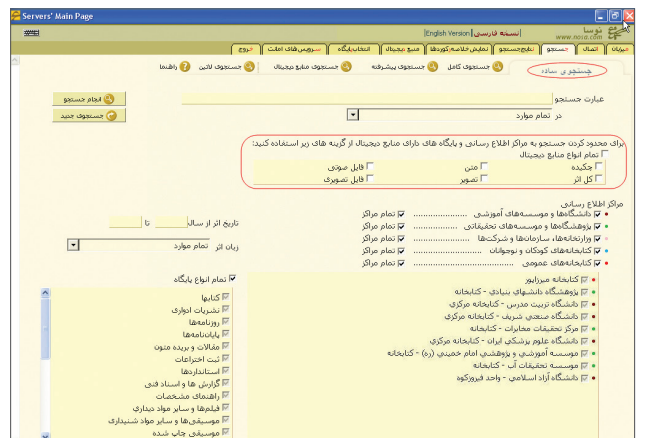 Servers' Main Page
نوسا
www.nosa.com
نسخه فارسی | English Version
میزبان اتصال جستجو نتایج جستجو نمایش خلاصه رکوردها منبع دیجیتال انتخاب پایگاه سرویس های امانت خروج
جستجوی ساده جستجوی کامل جستجوی پیشرفته جستجوی منابع دیجیتال جستجوی لاتین راهنما
عبارت جستجو انجام جستجو
در تمام موارد جستجوی جدید
برای محدود کردن جستجو به مراکز اطلاع رسانی و پایگاه های دارای منابع دیجیتال از گزینه های زیر استفاده کنید:
تمام انواع منابع دیجیتال
چکیده متن فایل صوتی
کل اثر تصویر فایل تصویری
مراکز اطلاع رسانی
دانشگاه‌ها و موسسه‌های آموزشی ..................... تمام مراکز
تاریخ اثر از سال تا
پژوهشگاه‌ها و موسسه‌های تحقیقاتی ................ تمام مراکز
وزارتخانه‌ها، سازمان‌ها و شرکت‌ها ................... تمام مراکز
زبان اثر تمام موارد
کتابخانه‌های کودکان و نوجوانان ...................... تمام مراکز
کتابخانه‌های عمومی ............................... تمام مراکز
تمام انواع پایگاه
کتابخانه میرزاپور
پژوهشگاه دانشهای بنیادی - کتابخانه
دانشگاه تربیت مدرس - کتابخانه مرکزی
دانشگاه صنعتی شریف - کتابخانه مرکزی
مرکز تحقیقات مخابرات - کتابخانه
دانشگاه علوم پزشکی ایران - کتابخانه مرکزی
موسسه آموزشی و پژوهشی امام خمینی (ره) - کتابخانه
موسسه تحقیقات آب - کتابخانه
دانشگاه آزاد اسلامی - واحد فیروزکوه
کتابها
نشریات ادواری
روزنامه‌ها
پایان‌نامه‌ها
مقالات و بریده متون
ثبت اختراعات
استانداردها
گزارش ها و اسناد فنی
راهنمای مشخصات
فیلم‌ها و سایر مواد دیداری
موسیقی‌ها و سایر مواد شنیداری
موسیقی چاپ شده